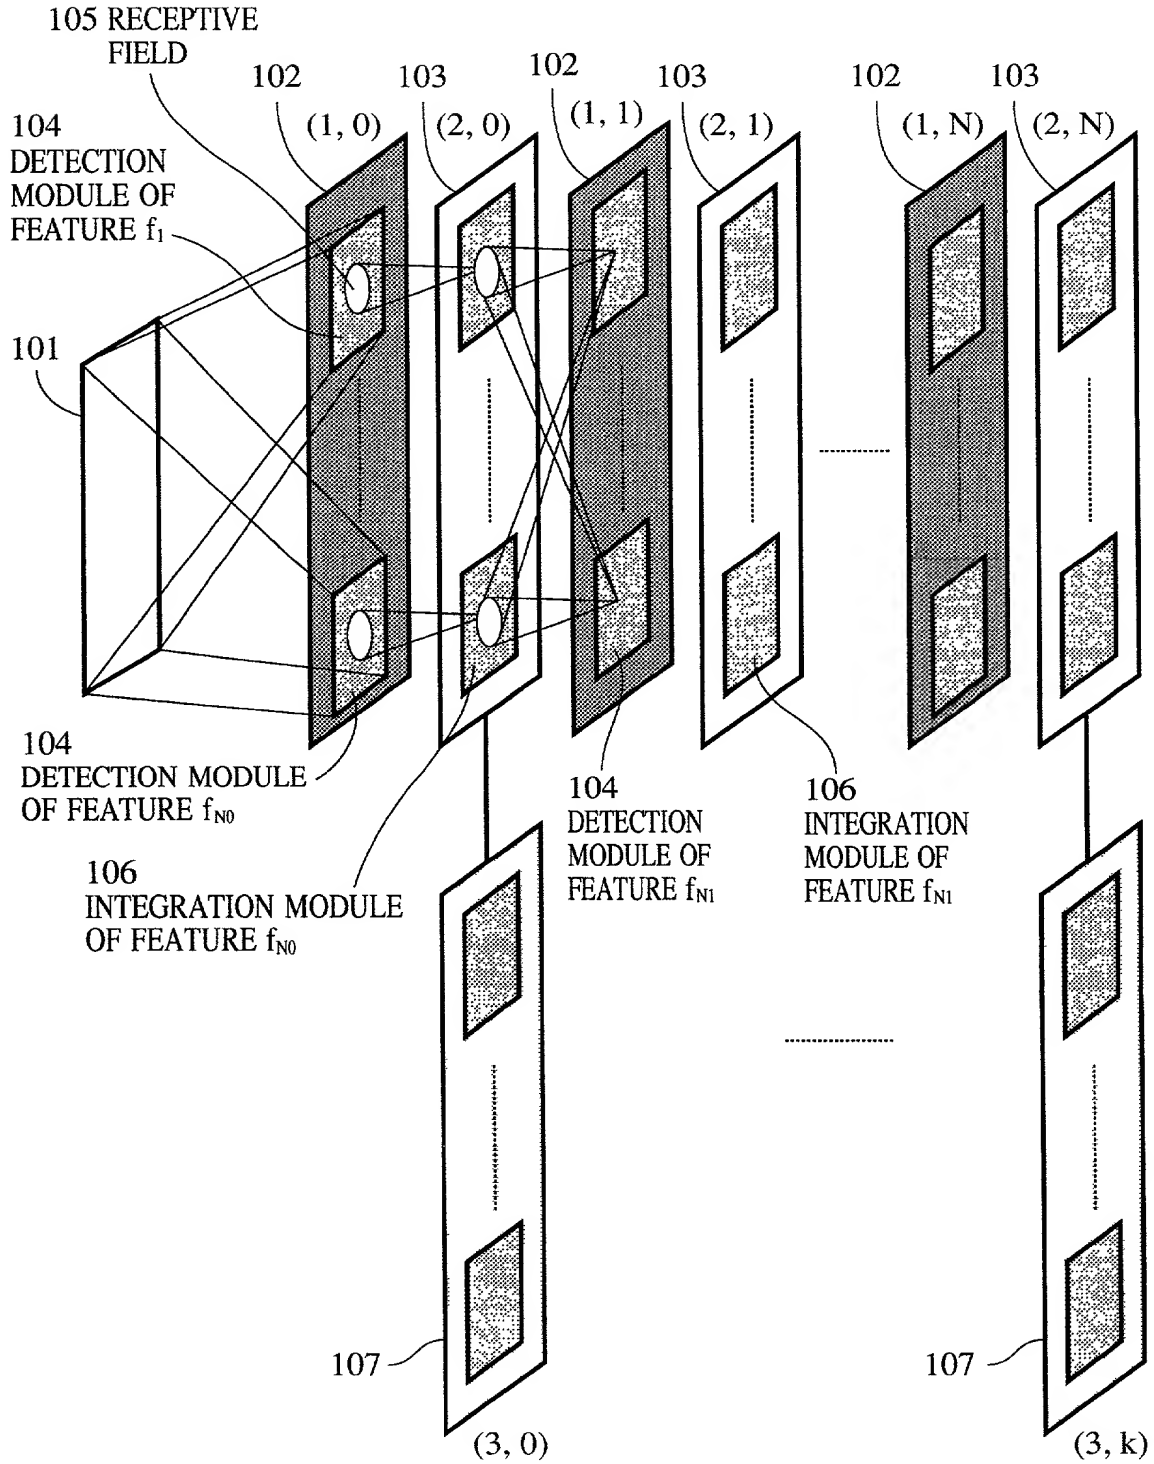 105 RECEPTIVE
FIELD
102
103
102
103
102
103
(1, 0)
(2, 0)
(1, 1)
(2, 1)
(1, N)
(2, N)
104
DETECTION
MODULE OF
FEATURE f1
101
104
DETECTION MODULE
OF FEATURE fN0
106
INTEGRATION MODULE
OF FEATURE fN0
104
DETECTION
MODULE OF
FEATURE fN1
106
INTEGRATION
MODULE OF
FEATURE fN1
107
107
(3, 0)
(3, k)